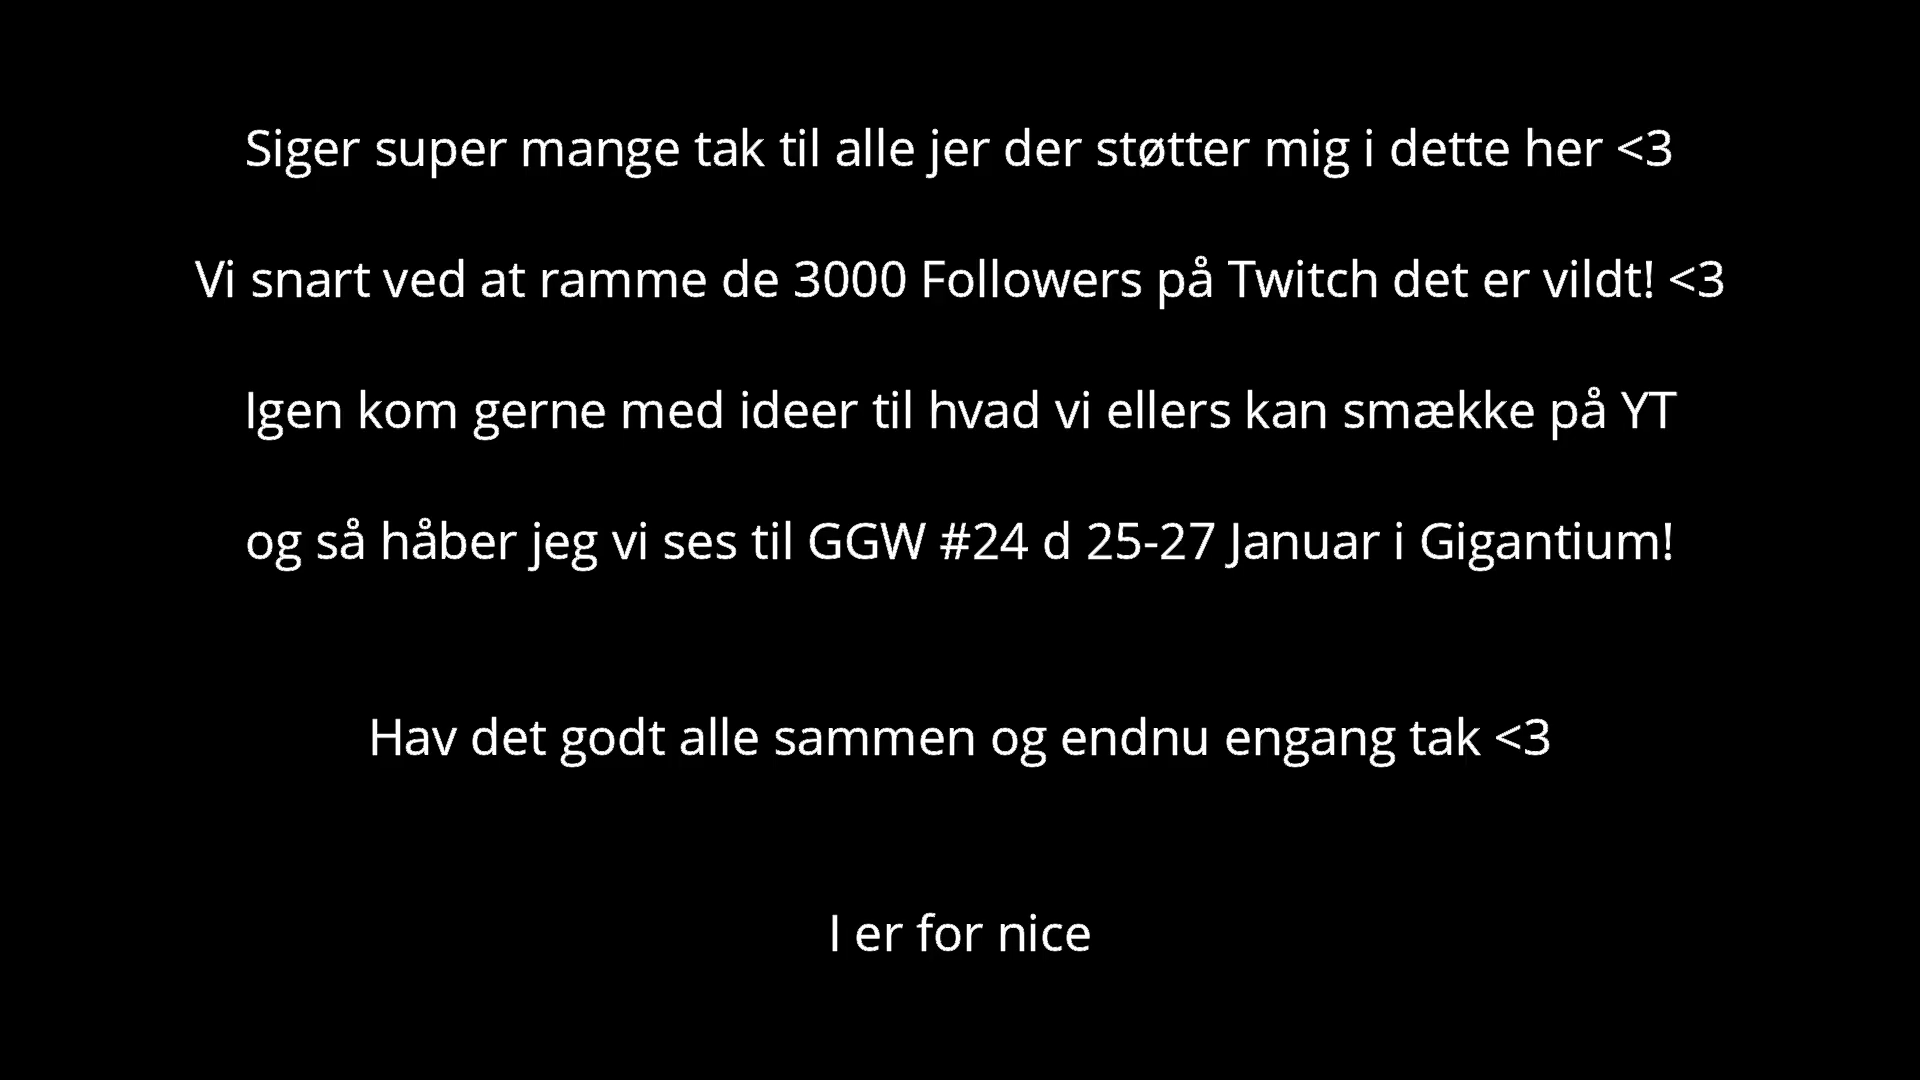 Siger super mange tak til alle jer der støtter mig i dette her <3
Vi snart ved at ramme de 3000 Followers på Twitch det er vildt! <3
Igen kom gerne med ideer til hvad vi ellers kan smække på YT
og så håber jeg vi ses til GGW #24 d 25-27 Januar i Gigantium!
Hav det godt alle sammen og endnu engang tak <3
I er for nice